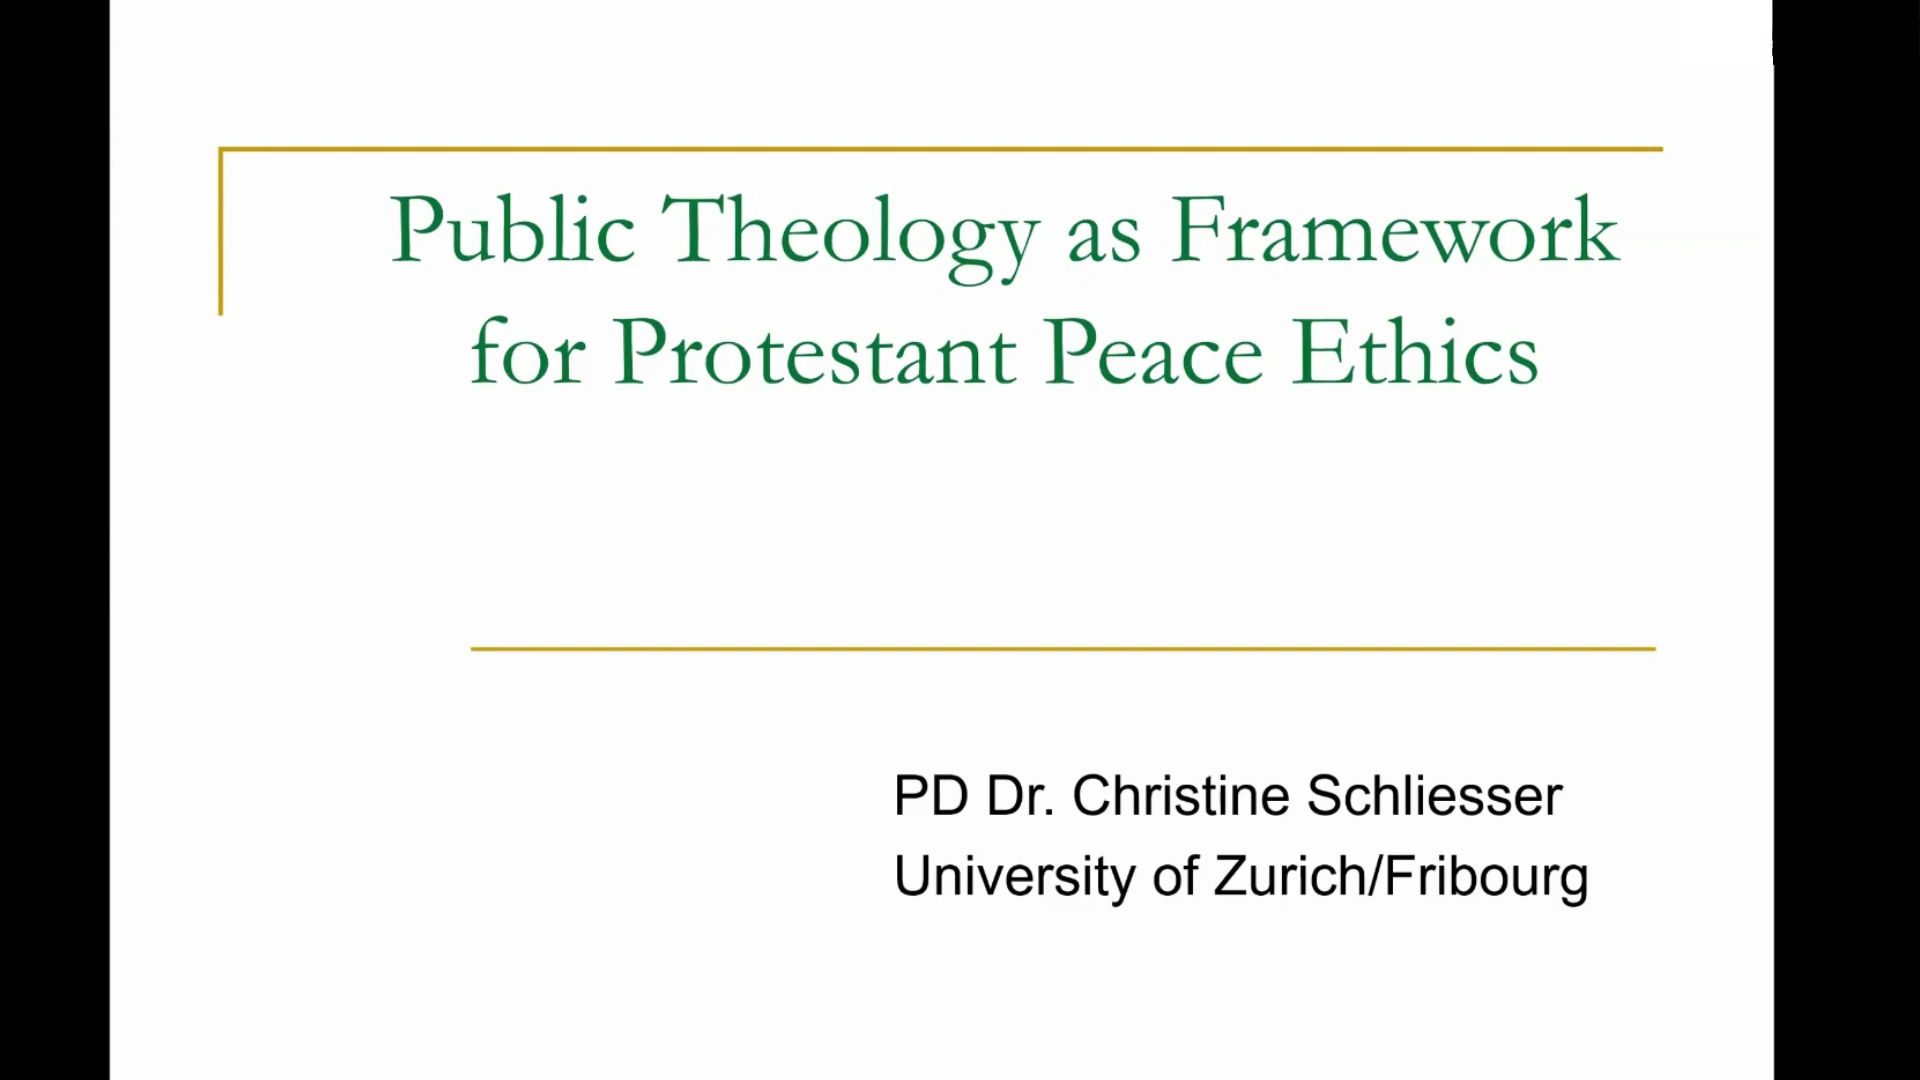 Public Theology as Framework
for Protestant Peace Ethics
PD Dr. Christine Schliesser
University of Zurich/Fribourg